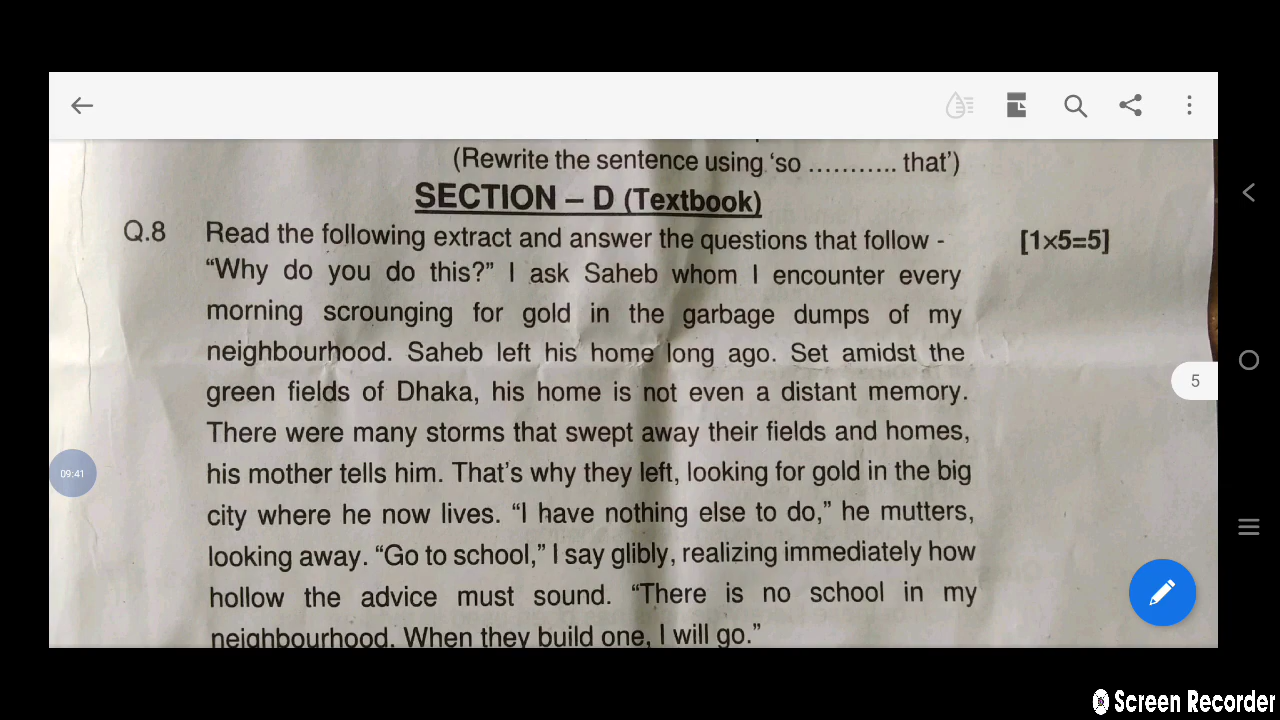 (Rewrite the sentence using 'so ........... that')
SECTION – D (Textbook)
Q.8 Read the following extract and answer the questions that follow - [1×5=5]
“Why do you do this?” I ask Saheb whom I encounter every
morning scrounging for gold in the garbage dumps of my
neighbourhood. Saheb left his home long ago. Set amidst the
green fields of Dhaka, his home is not even a distant memory.
There were many storms that swept away their fields and homes,
his mother tells him. That's why they left, looking for gold in the big
city where he now lives. “I have nothing else to do,” he mutters,
looking away. “Go to school,” I say glibly, realizing immediately how
hollow the advice must sound. “There is no school in my
neighbourhood. When they build one, I will go.”
5
09:41
Screen Recorder